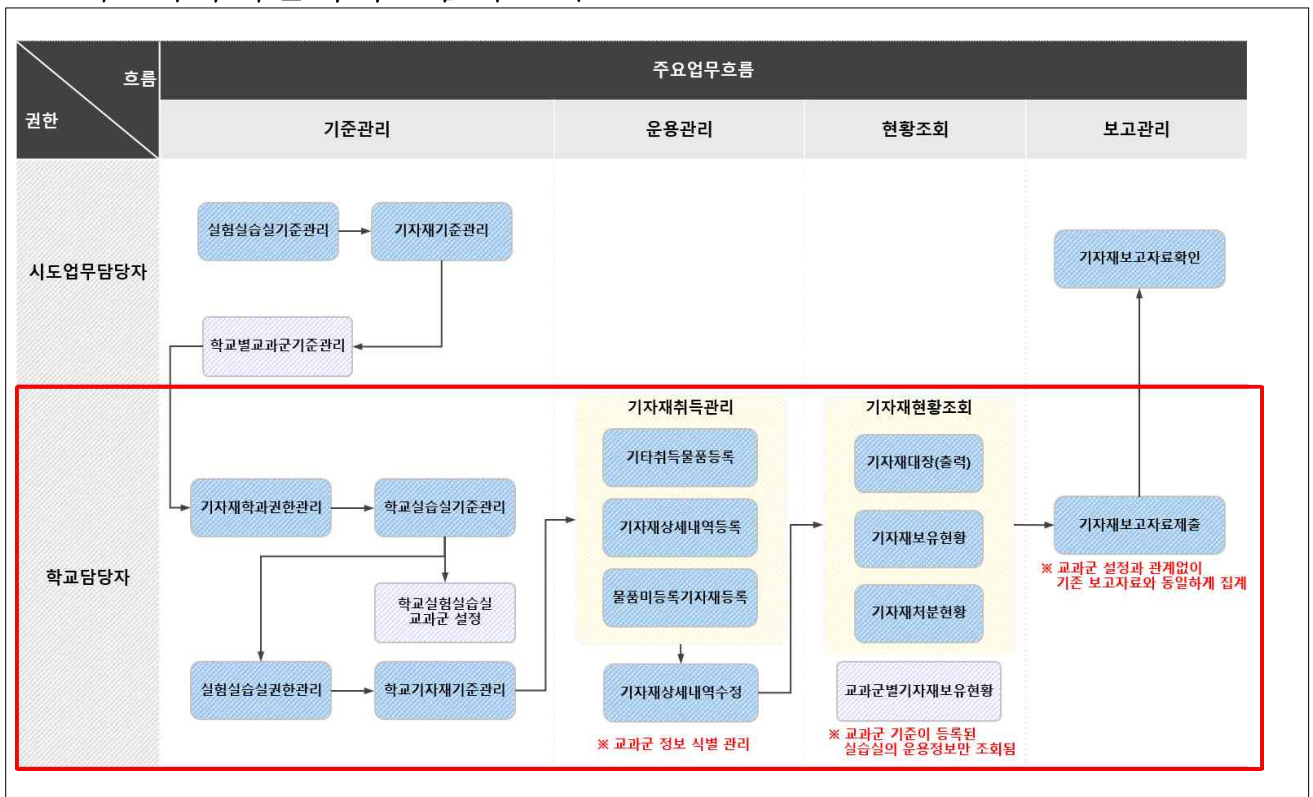 흐름
권한
주요업무흐름
기준관리
운용관리
현황조회
보고관리
시도업무담당자
실험실습실기준관리
기자재기준관리
학교별교과군기준관리
기자재보고자료확인
학교담당자
기자재학과권한관리
학교실습실기준관리
학교실험실습실
교과군 설정
실험실습실권한관리
학교기자재기준관리
기자재취득관리
기타취득물품등록
기자재상세내역등록
물품미등록기자재등록
기자재상세내역수정
※ 교과군 정보 식별 관리
기자재현황조회
기자재대장(출력)
기자재보유현황
기자재처분현황
교과군별기자재보유현황
※ 교과군 기준이 등록된
실습실의 운용정보만 조회됨
기자재보고자료제출
※ 교과군 설정과 관계없이
기존 보고자료와 동일하게 집계